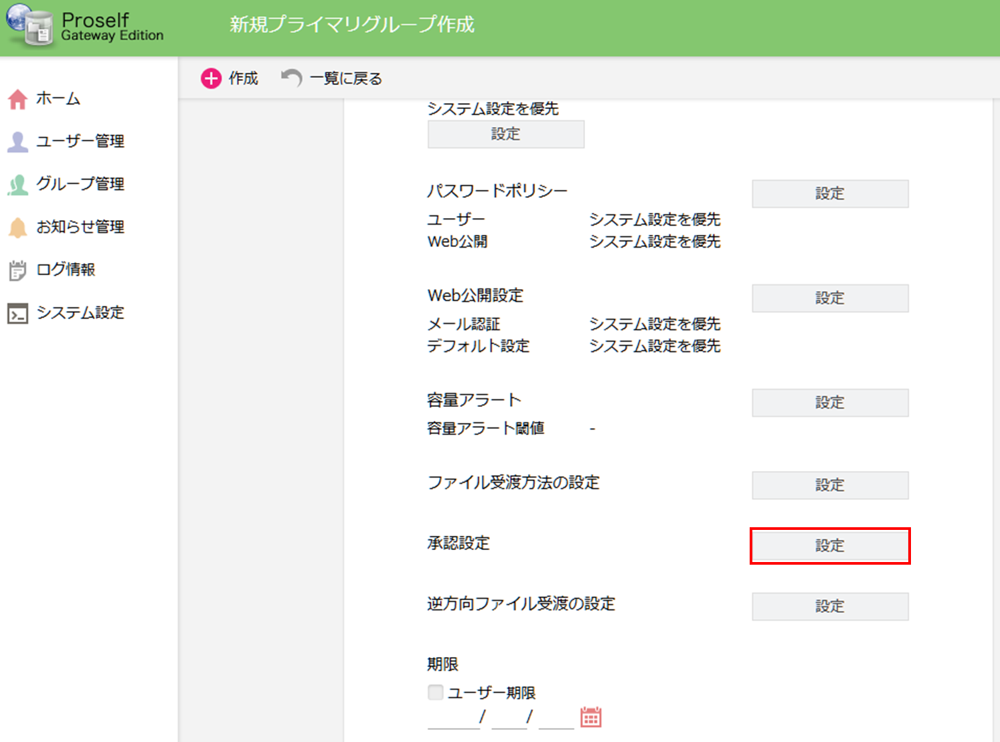 Proself
Gateway Edition
新規プライマリグループ作成
作成
一覧に戻る
ホーム
ユーザー管理
グループ管理
お知らせ管理
ログ情報
システム設定
システム設定を優先
設定
パスワードポリシー 設定
ユーザー システム設定を優先
Web公開 システム設定を優先
Web公開設定 設定
メール認証 システム設定を優先
デフォルト設定 システム設定を優先
容量アラート 設定
容量アラート閾値 -
ファイル受渡方法の設定 設定
承認設定 設定
逆方向ファイル受渡の設定 設定
期限
ユーザー期限
/ /